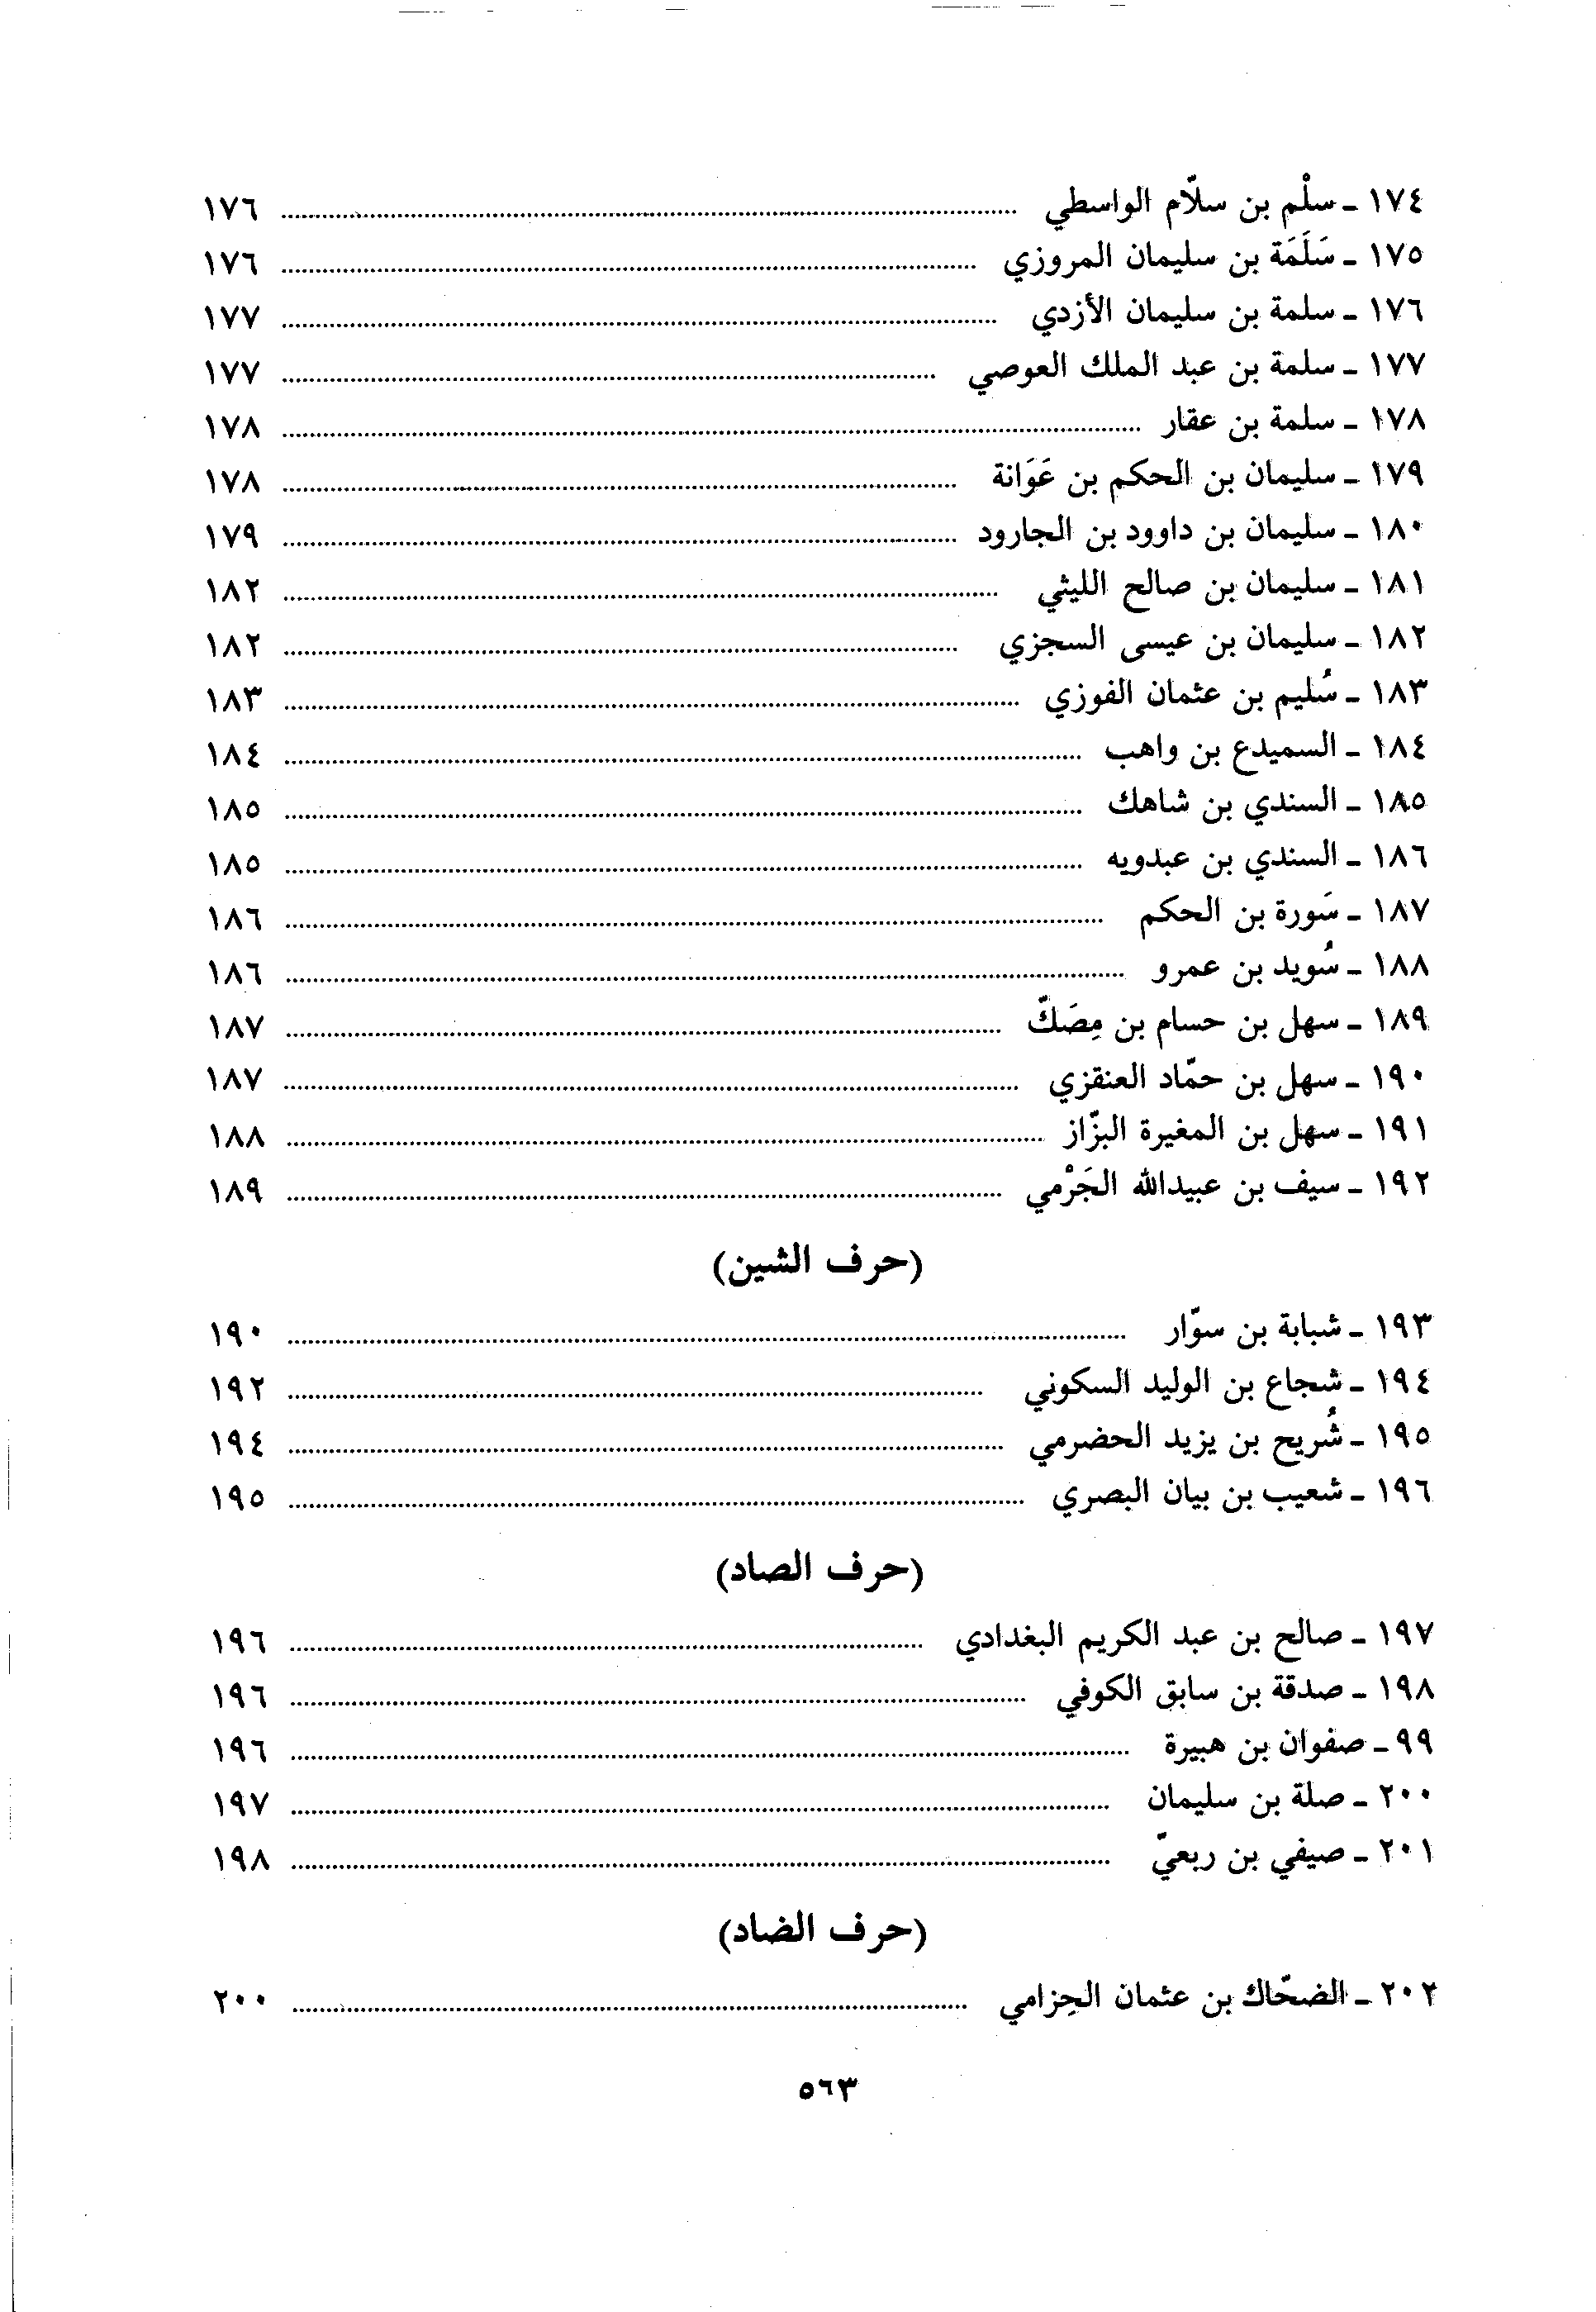 ١٧٤ - سلْم بن سلّام الواسطي ........ ١٧٦
١٧٥ - سَلَمَة بن سليمان المروزي ........ ١٧٦
١٧٦ - سلمة بن سليمان الأزدي ........ ١٧٧
١٧٧ - سلمة بن عبد الملك العوصي ........ ١٧٧
١٧٨ - سلمة بن عقار ........ ١٧٨
١٧٩ - سليمان بن الحكم بن عَوَانة ........ ١٧٨
١٨٠ - سليمان بن داوود بن الجارود ........ ١٧٩
١٨١ - سليمان بن صالح الليثي ........ ١٨٢
١٨٢ - سليمان بن عيسى السجزي ........ ١٨٢
١٨٣ - سُليم بن عثمان الفوزي ........ ١٨٣
١٨٤ - السميدع بن واهب ........ ١٨٤
١٨٥ - السندي بن شاهك ........ ١٨٥
١٨٦ - السندي بن عبدويه ........ ١٨٥
١٨٧ - سَورة بن الحكم ........ ١٨٦
١٨٨ - سُويد بن عمرو ........ ١٨٦
١٨٩ - سهل بن حسام بن مِصَكّ ........ ١٨٧
١٩٠ - سهل بن حمّاد العنقزي ........ ١٨٧
١٩١ - سهل بن المغيرة البزّاز ........ ١٨٨
١٩٢ - سيف بن عبيدالله الجَرْمي ........ ١٨٩
(حرف الشين)
١٩٣ - شبابة بن سوّار ........ ١٩٠
١٩٤ - شجاع بن الوليد السكوني ........ ١٩٢
١٩٥ - شُريح بن يزيد الحضرمي ........ ١٩٤
١٩٦ - شعيب بن بيان البصري ........ ١٩٥
(حرف الصاد)
١٩٧ - صالح بن عبد الكريم البغدادي ........ ١٩٦
١٩٨ - صدقة بن سابق الكوفي ........ ١٩٦
٩٩ - صفوان بن هبيرة ........ ١٩٦
٢٠٠ - صلة بن سليمان ........ ١٩٧
٢٠١ - صيفي بن ربعيّ ........ ١٩٨
(حرف الضاد)
٢٠٢ - الضحّاك بن عثمان الحِزامي ........ ٢٠٠
٥٦٣